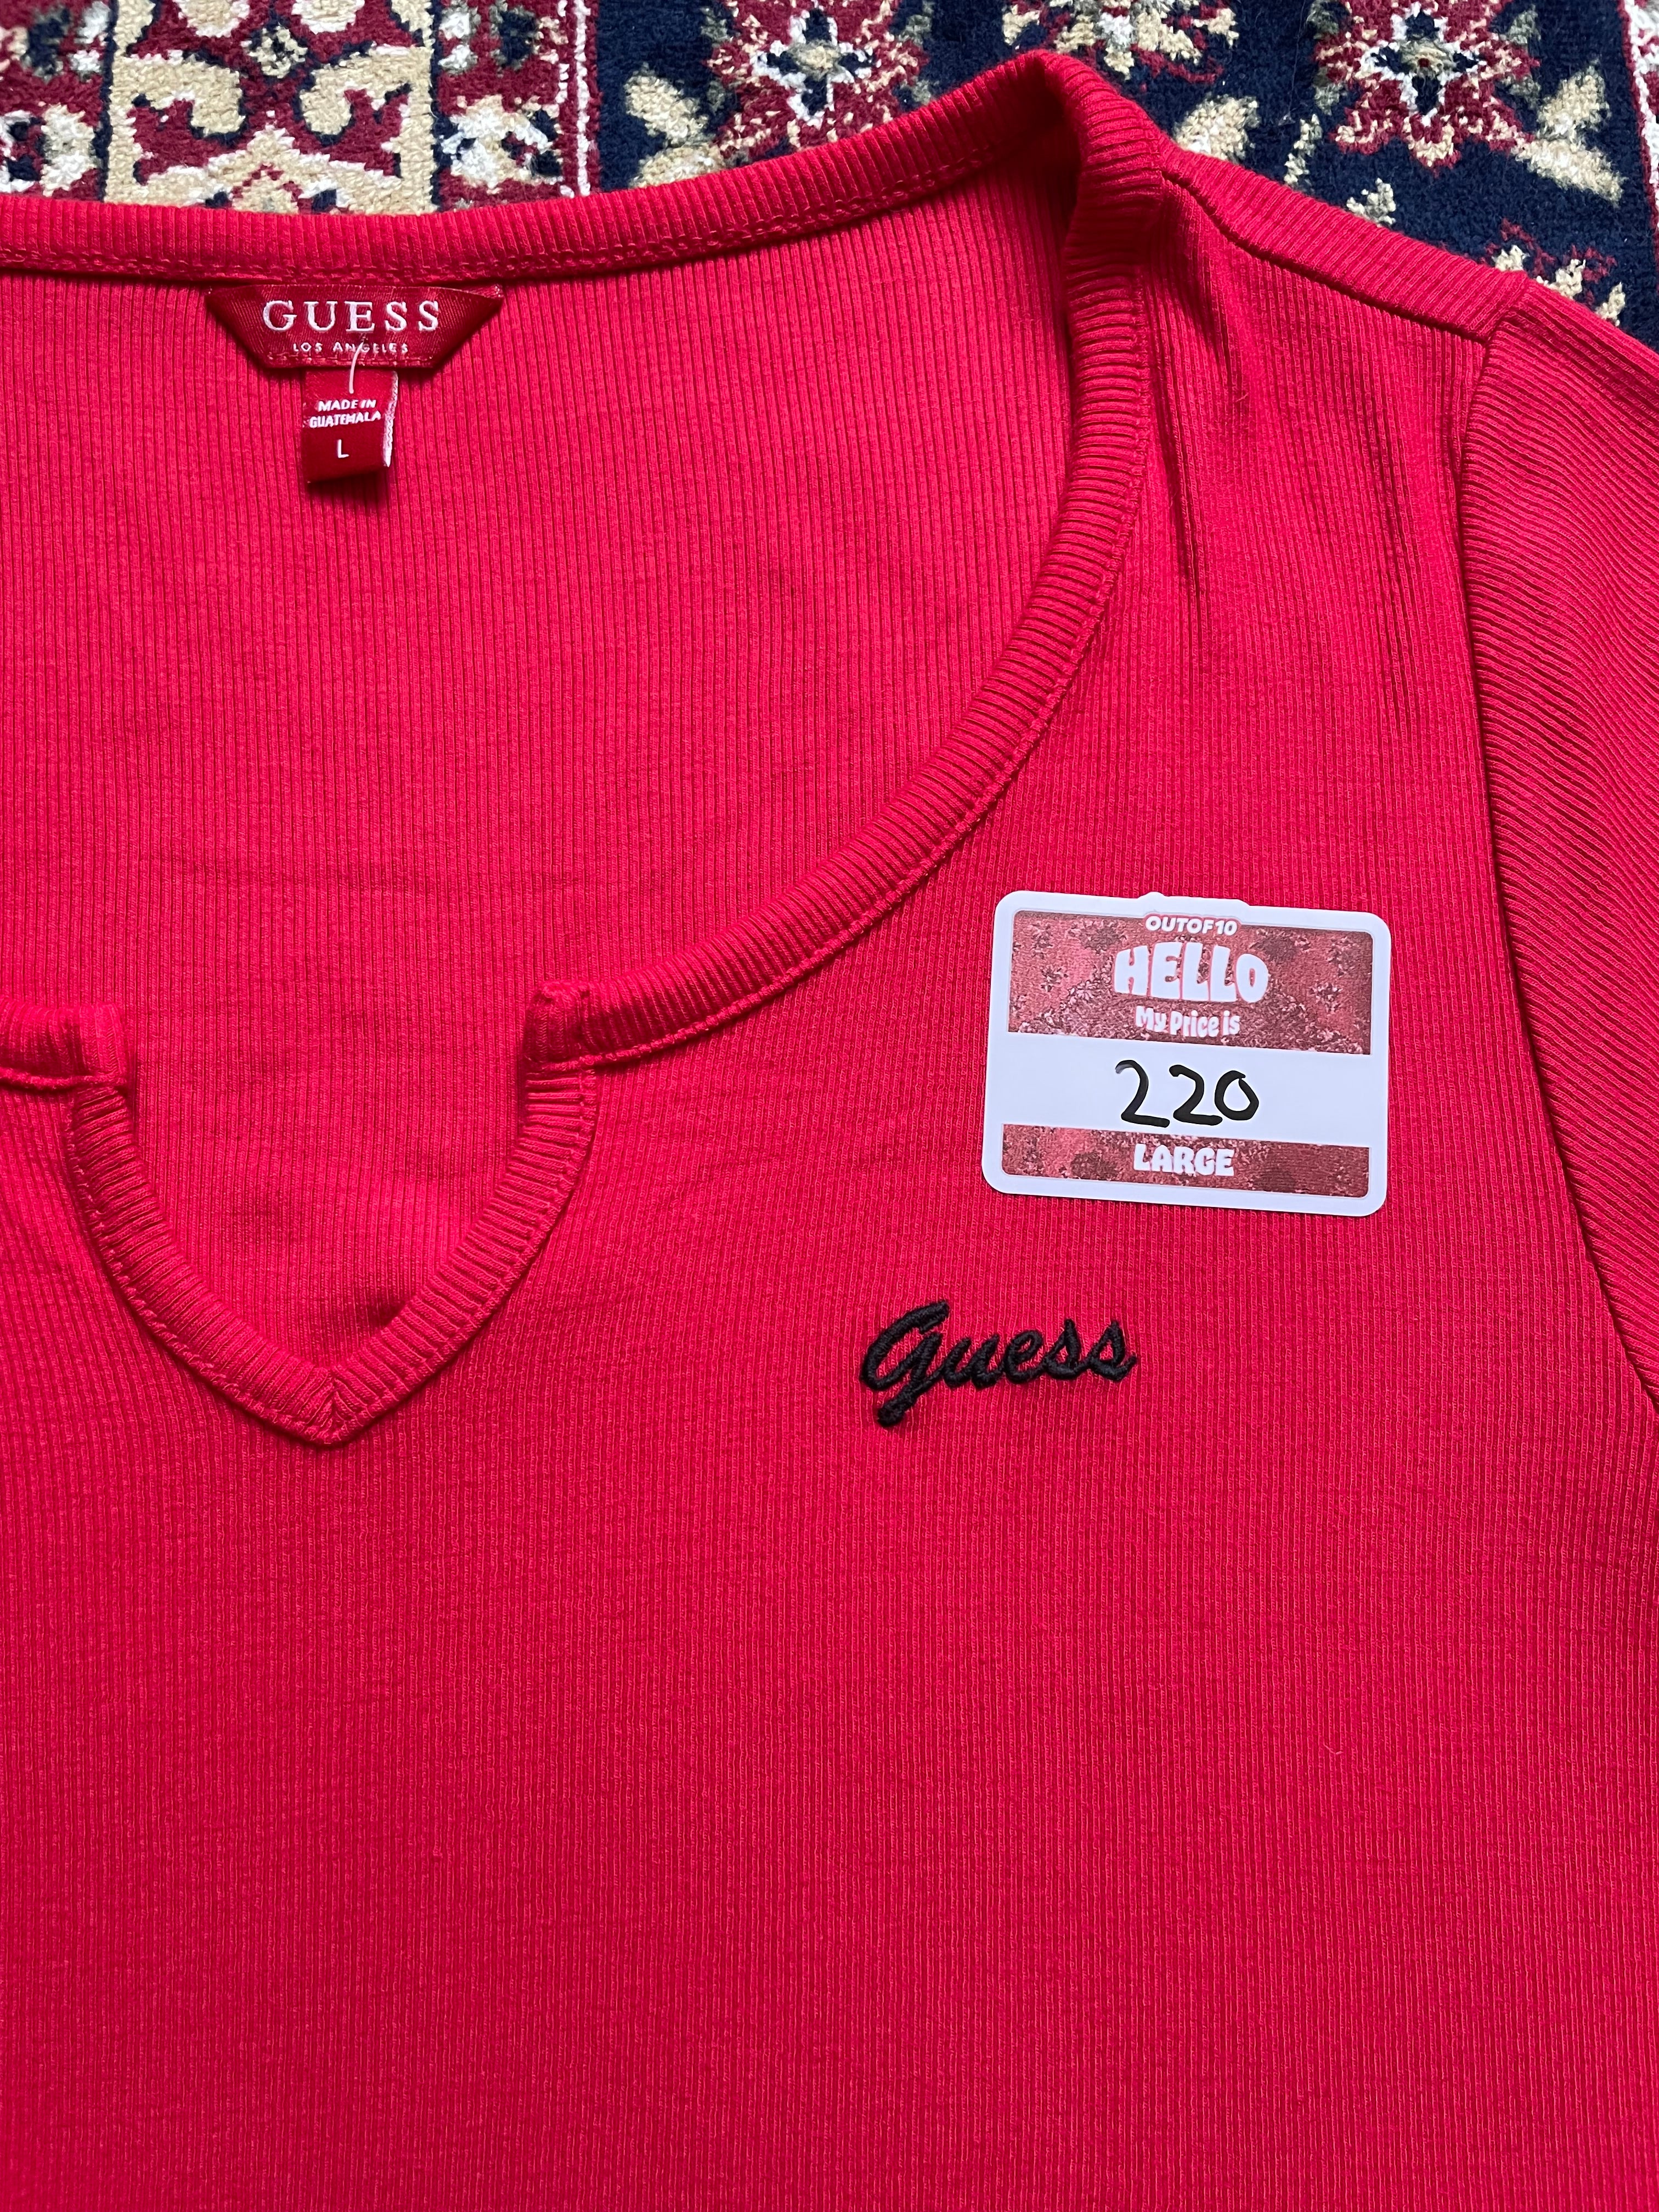 GUESS
LOS ANGELES
MADE IN
GUATEMALA
L
OUTOF10
HELLO
My Price is
220
LARGE
Guess